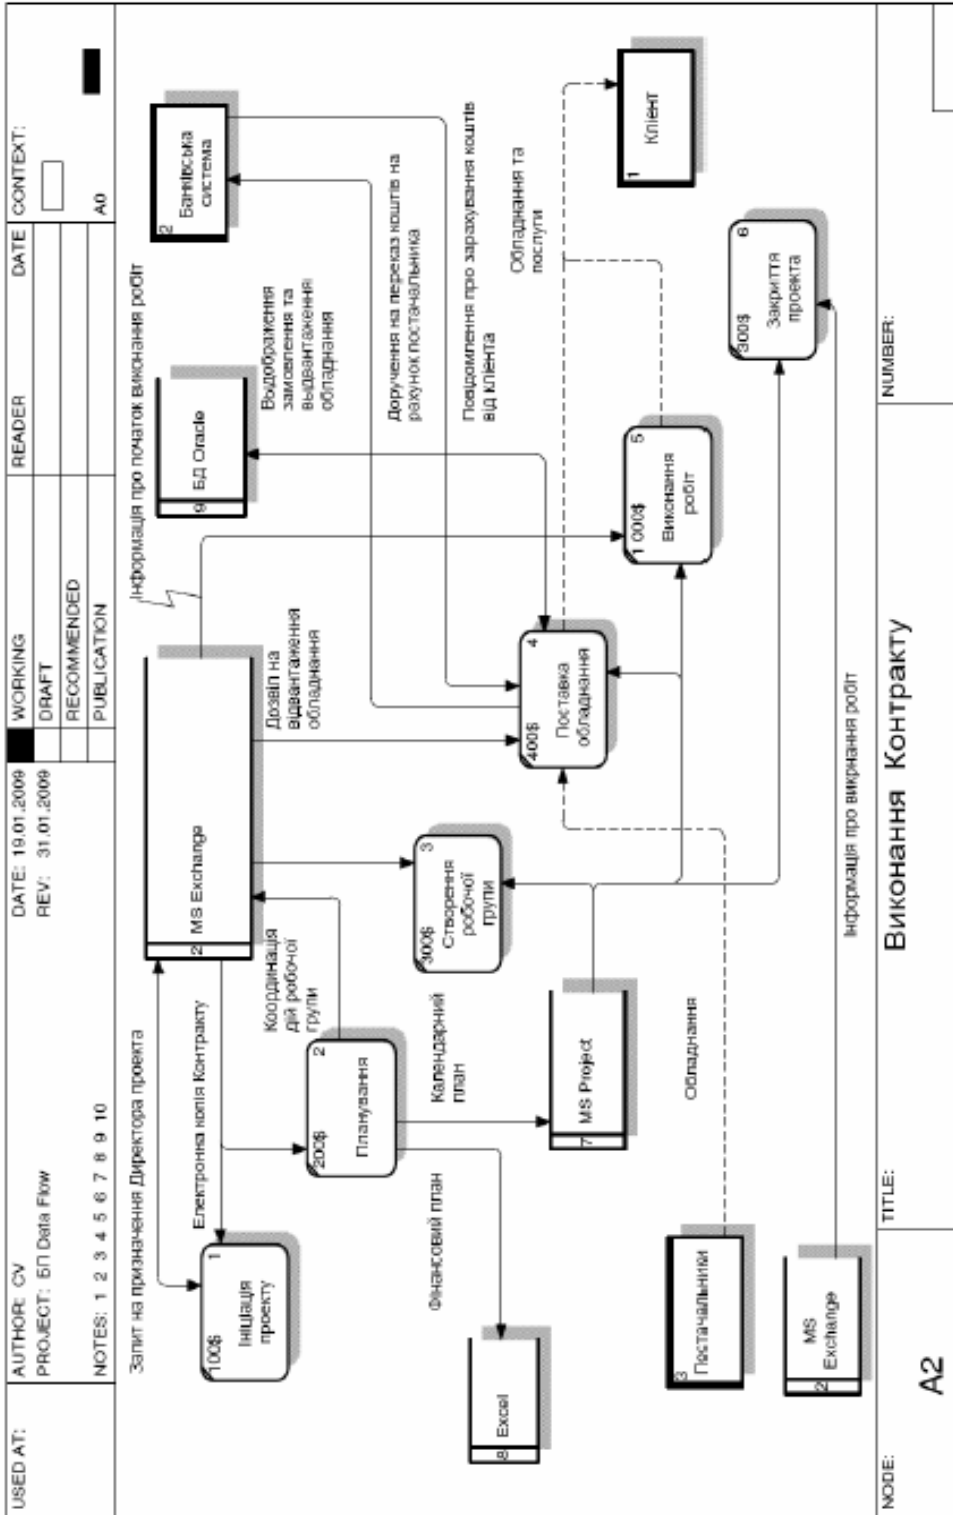 USED AT:
AUTHOR: CV
DATE: 19.01.2009
WORKING
READER
DATE
CONTEXT:
PROJECT: БП Data Flow
REV: 31.01.2009
DRAFT
RECOMMENDED
NOTES: 1 2 3 4 5 6 7 8 9 10
PUBLICATION
A0
Запит на призначення Директора проекта
Інформація про початок виконання робіт
2 MS Exchange
9 БД Oracle
2
Банківська
система
Електронна копія Контракту
100$
1
Ініціація
проекту
Координація
дій робочої
групи
Дозвіл на
відвантаження
обладнання
Выдображення
замовлення та
выдвантаження
обладнання
200$
2
Планування
Доручення на переказ коштів на
рахунок постачальника
300$
3
Створення
робочої
групи
Фінансовий план
Календарний
план
Повідомлення про зарахування коштів
від клієнта
8 Excel
400$
4
Поставка
обладнання
Обладнання та
послуги
7 MS Project
1 000$
5
Виконання
робіт
1
Клієнт
3
Постачальники
Обладнання
300$
6
Закриття
проекта
2
MS
Exchange
Інформація про викрнання робіт
NODE:
TITLE:
NUMBER:
A2
Виконання Контракту